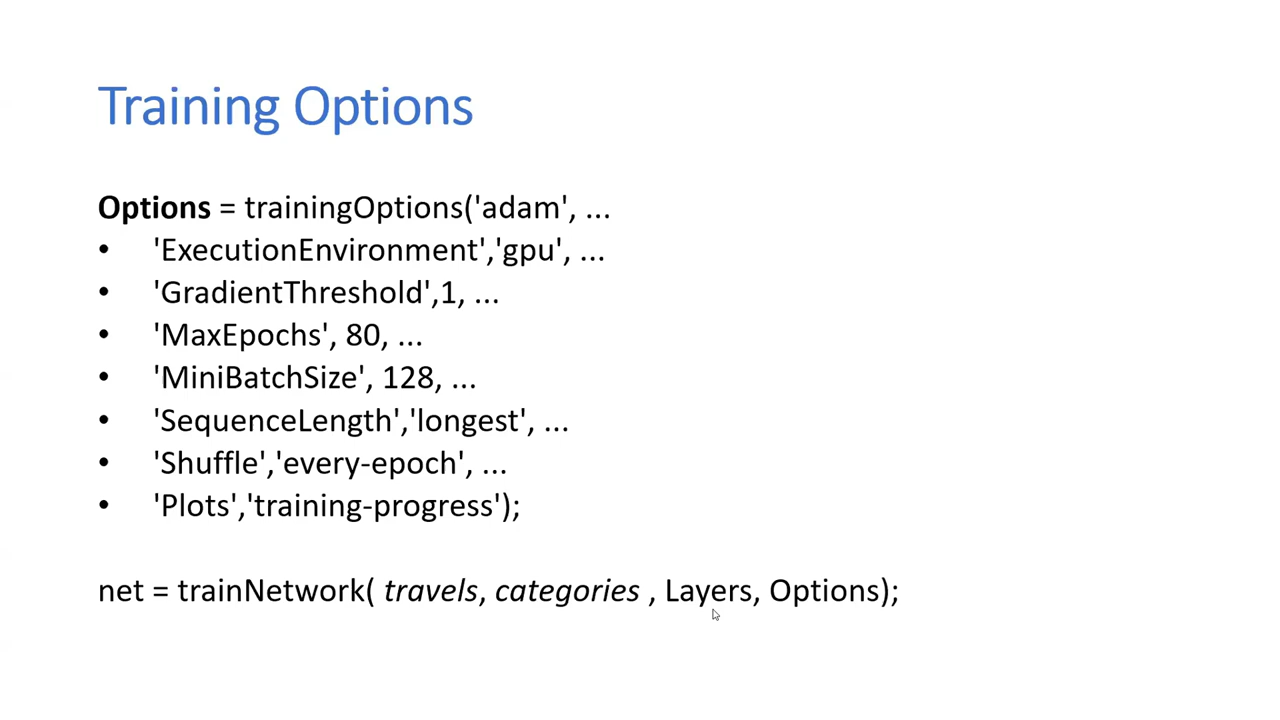 Training Options
Options = trainingOptions('adam', ...
• 'ExecutionEnvironment','gpu', ...
• 'GradientThreshold',1, ...
• 'MaxEpochs', 80, ...
• 'MiniBatchSize', 128, ...
• 'SequenceLength','longest', ...
• 'Shuffle','every-epoch', ...
• 'Plots','training-progress');
net = trainNetwork( travels, categories , Layers, Options);